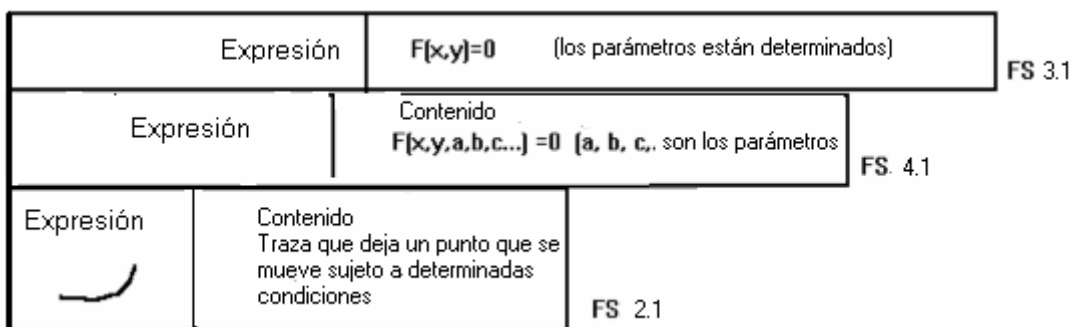 Expresión F(x,y)=0 (los parámetros están determinados)
FS 3.1
Contenido
Expresión F(x,y,a,b,c...) =0 (a, b, c,. son los parámetros
FS. 4.1
Expresión Contenido
Traza que deja un punto que se
mueve sujeto a determinadas
condiciones
FS 2.1